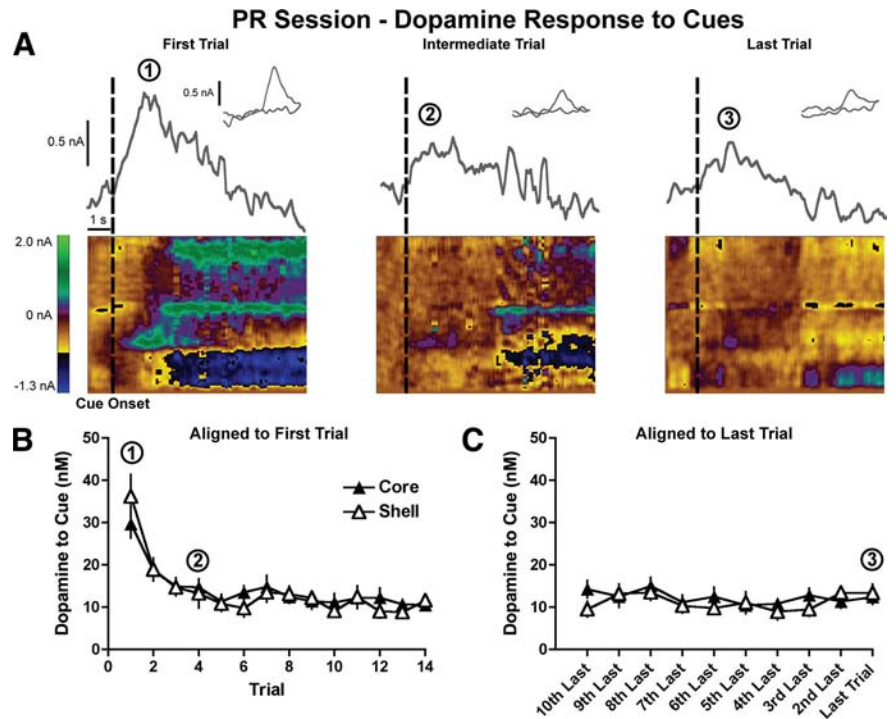 PR Session - Dopamine Response to Cues
A
First Trial
Intermediate Trial
Last Trial
1
2
3
0.5 nA
0.5 nA
1 s
2.0 nA
0 nA
-1.3 nA
Cue Onset
B
Aligned to First Trial
Dopamine to Cue (nM)
50
40
30
20
10
0
1
2
Core
Shell
0 2 4 6 8 10 12 14
Trial
C
Aligned to Last Trial
Dopamine to Cue (nM)
50
40
30
20
10
0
3
10th Last
9th Last
8th Last
7th Last
6th Last
5th Last
4th Last
3rd Last
2nd Last
Last Trial